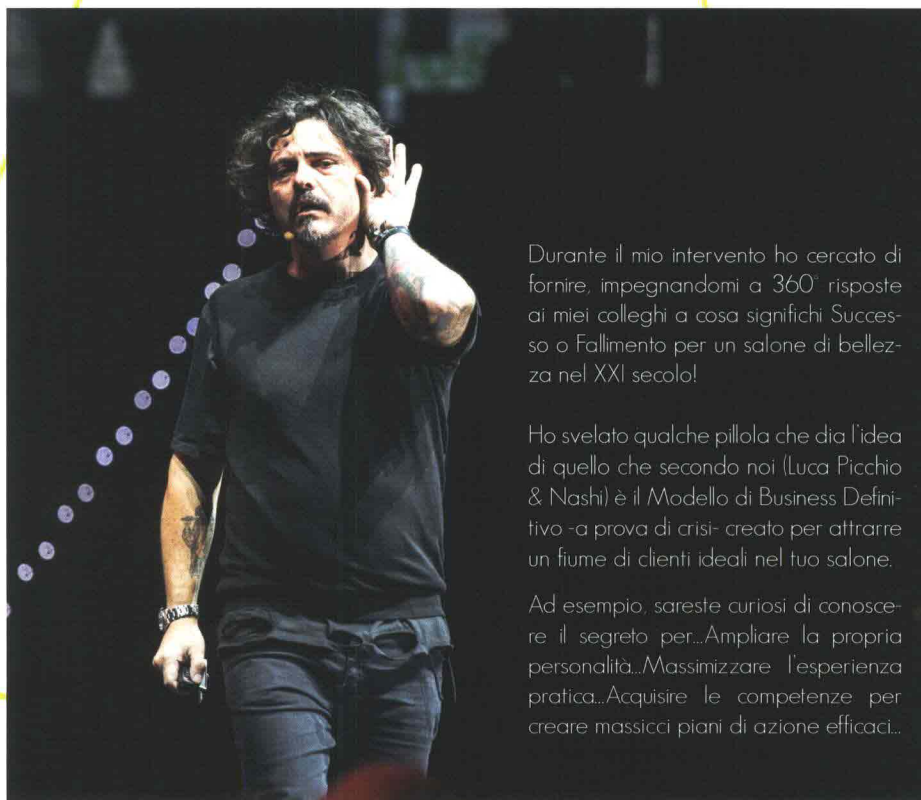 Durante il mio intervento ho cercato di
fornire, impegnandomi a 360° risposte
ai miei colleghi a cosa significhi Succes-
so o Fallimento per un salone di bellez-
za nel XXI secolo!
Ho svelato qualche pillola che dia l'idea
di quello che secondo noi (Luca Picchio
& Nashi) è il Modello di Business Defini-
tivo -a prova di crisi- creato per attrarre
un fiume di clienti ideali nel tuo salone.
Ad esempio, sareste curiosi di conosce-
re il segreto per...Ampliare la propria
personalità...Massimizzare l'esperienza
pratica...Acquisire le competenze per
creare massicci piani di azione efficaci...